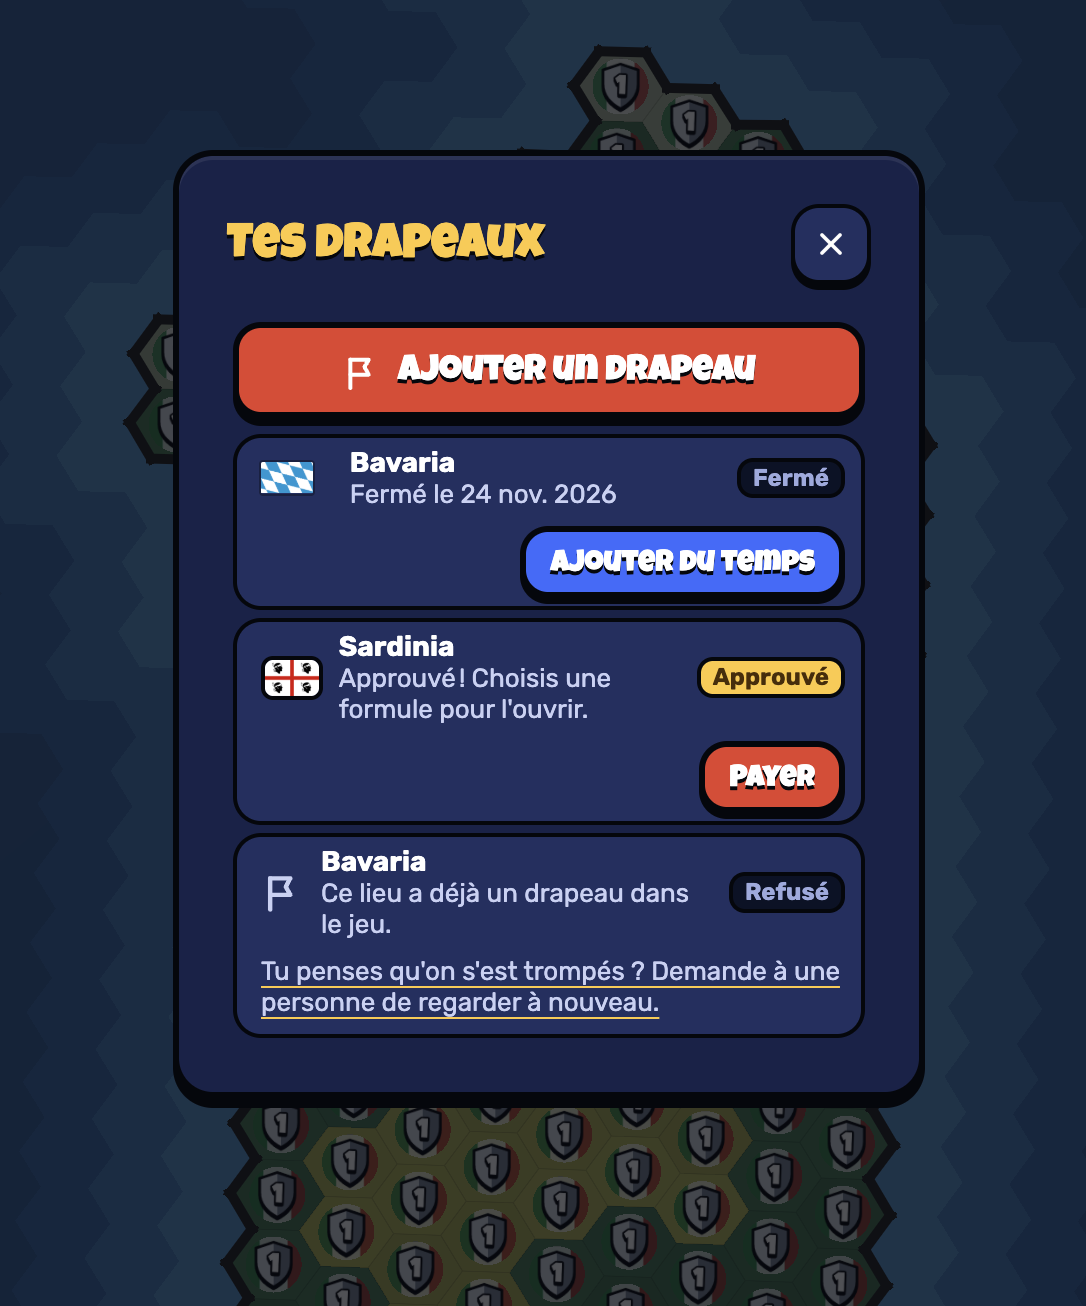 Tes drapeaux
Ajouter un drapeau
Bavaria
Fermé le 24 nov. 2026
Fermé
Ajouter du temps
Sardinia
Approuvé ! Choisis une
formule pour l'ouvrir.
Approuvé
Payer
Bavaria
Ce lieu a déjà un drapeau dans
le jeu.
Refusé
Tu penses qu'on s'est trompés ? Demande à une
personne de regarder à nouveau.